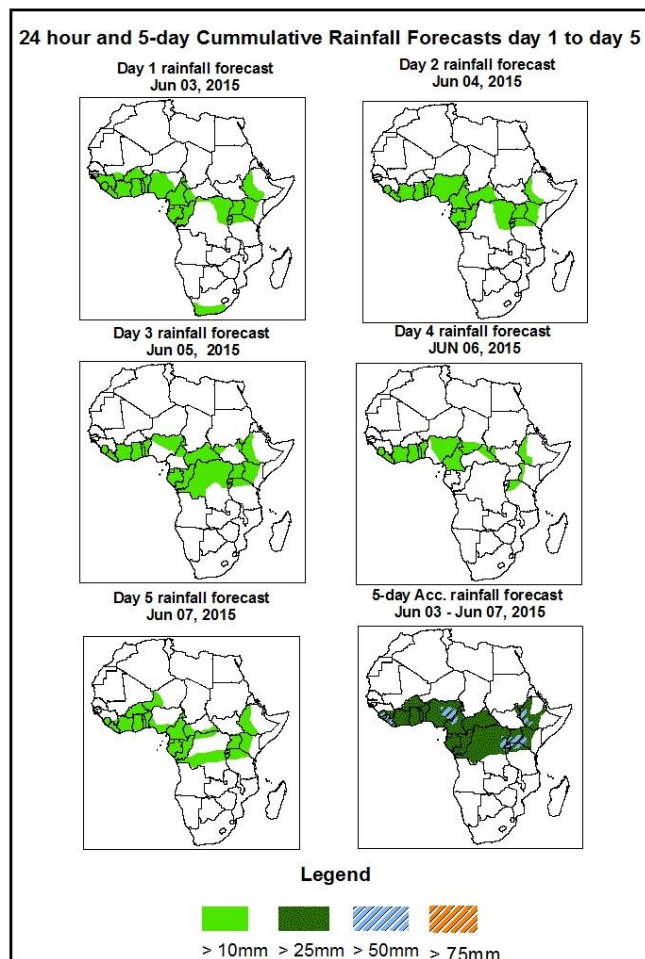 24 hour and 5-day Cummulative Rainfall Forecasts day 1 to day 5
Day 1 rainfall forecast
Jun 03, 2015
Day 2 rainfall forecast
Jun 04, 2015
Day 3 rainfall forecast
Jun 05, 2015
Day 4 rainfall forecast
JUN 06, 2015
Day 5 rainfall forecast
Jun 07, 2015
5-day Acc. rainfall forecast
Jun 03 - Jun 07, 2015
Legend
> 10mm > 25mm > 50mm > 75mm